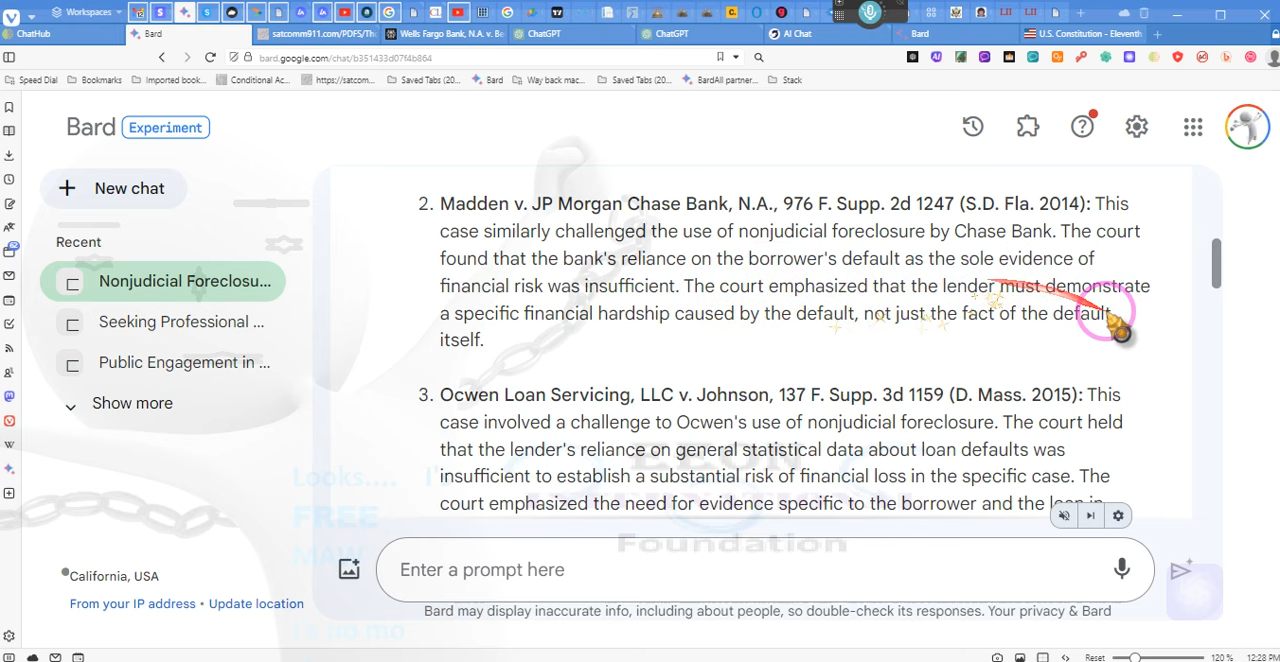 Workspaces
ChatHub
Bard
satcomm911.com/PDFS/Th
Wells Fargo Bank, N.A. v. Be
ChatGPT
ChatGPT
AI Chat
Bard
U.S. Constitution - Eleventh
bard.google.com/chat/b351433d07f4b864
Speed Dial
Bookmarks
Imported book...
Conditional Ac...
https://satcom...
Saved Tabs (20...
Bard
Way back mac...
Saved Tabs (20...
BardAll partner...
Stack
Bard Experiment
New chat
Recent
Nonjudicial Foreclosu...
Seeking Professional ...
Public Engagement in ...
Show more
2. Madden v. JP Morgan Chase Bank, N.A., 976 F. Supp. 2d 1247 (S.D. Fla. 2014): This
case similarly challenged the use of nonjudicial foreclosure by Chase Bank. The court
found that the bank's reliance on the borrower's default as the sole evidence of
financial risk was insufficient. The court emphasized that the lender must demonstrate
a specific financial hardship caused by the default, not just the fact of the default
itself.
3. Ocwen Loan Servicing, LLC v. Johnson, 137 F. Supp. 3d 1159 (D. Mass. 2015): This
case involved a challenge to Ocwen's use of nonjudicial foreclosure. The court held
that the lender's reliance on general statistical data about loan defaults was
insufficient to establish a substantial risk of financial loss in the specific case. The
court emphasized the need for evidence specific to the borrower and the loan in
Looks.... I'
FREE
MAW
EEON
INTERNATIONAL
Foundation
Enter a prompt here
Bard may display inaccurate info, including about people, so double-check its responses. Your privacy & Bard
California, USA
From your IP address • Update location
Reset
120 %
12:28 PM